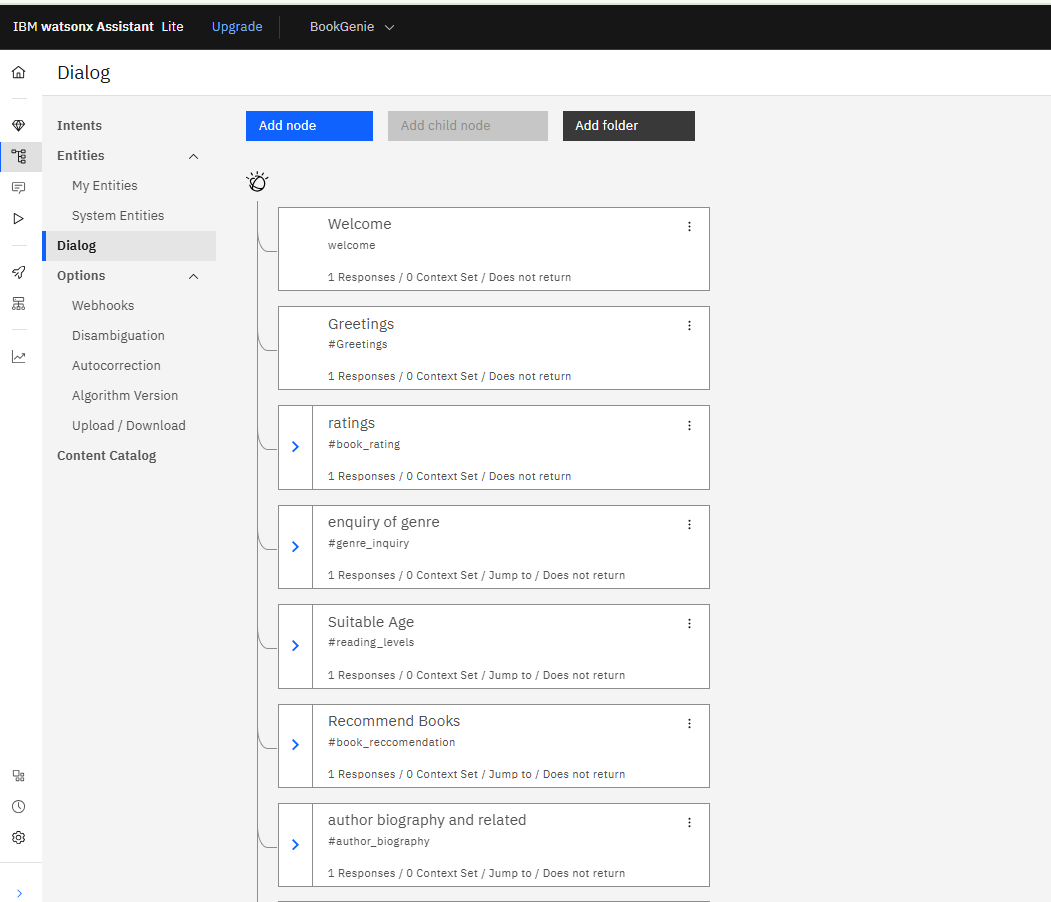 IBM watsonx Assistant Lite Upgrade BookGenie
Dialog
Intents
Entities
My Entities
System Entities
Dialog
Options
Webhooks
Disambiguation
Autocorrection
Algorithm Version
Upload / Download
Content Catalog
Add node Add child node Add folder
Welcome
welcome
1 Responses / 0 Context Set / Does not return
Greetings
#Greetings
1 Responses / 0 Context Set / Does not return
ratings
#book_rating
1 Responses / 0 Context Set / Does not return
enquiry of genre
#genre_inquiry
1 Responses / 0 Context Set / Jump to / Does not return
Suitable Age
#reading_levels
1 Responses / 0 Context Set / Jump to / Does not return
Recommend Books
#book_reccomendation
1 Responses / 0 Context Set / Jump to / Does not return
author biography and related
#author_biography
1 Responses / 0 Context Set / Jump to / Does not return